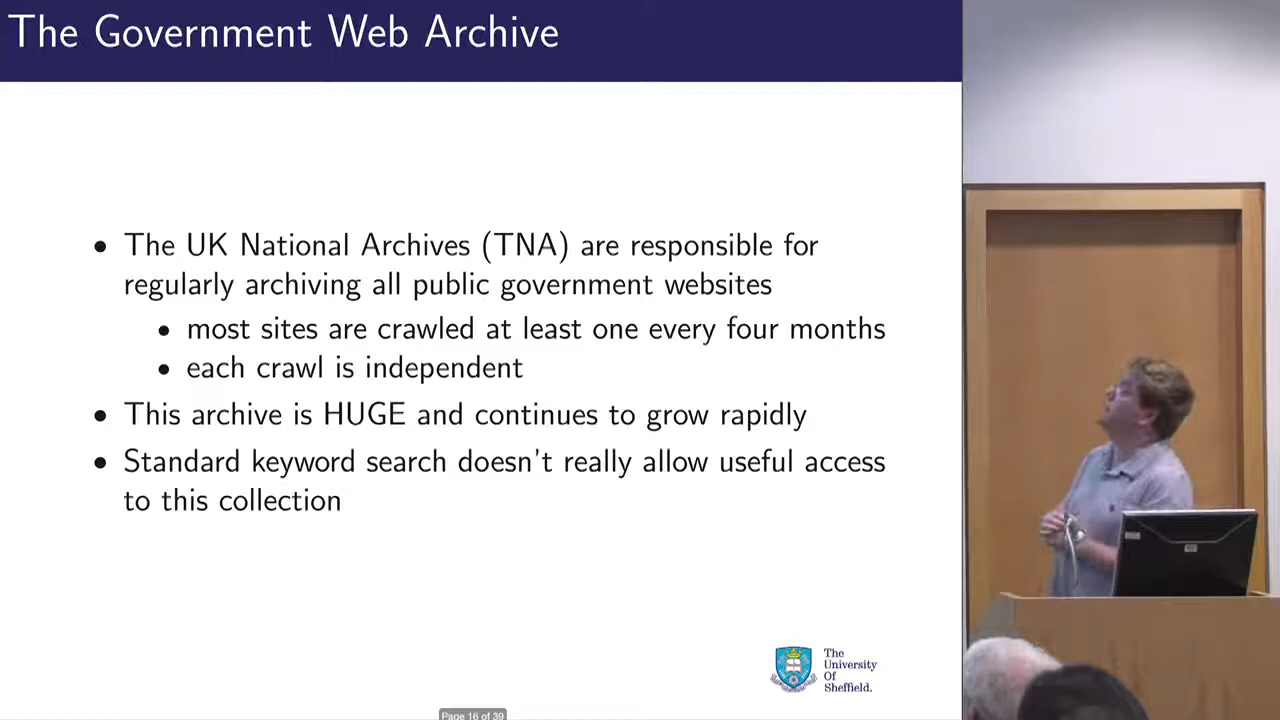 The Government Web Archive
• The UK National Archives (TNA) are responsible for
regularly archiving all public government websites
• most sites are crawled at least one every four months
• each crawl is independent
• This archive is HUGE and continues to grow rapidly
• Standard keyword search doesn't really allow useful access
to this collection
The
University
Of
Sheffield.
Page 16 of 39